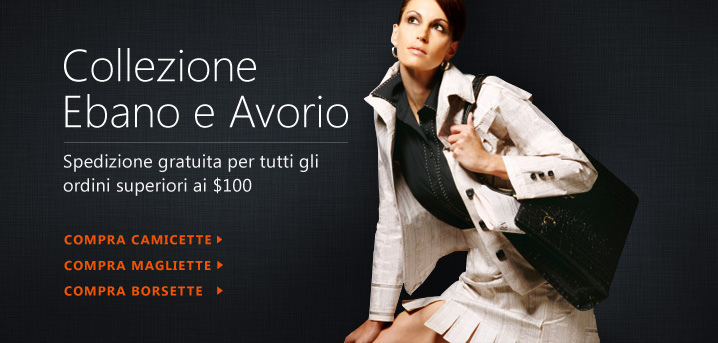 Collezione
Ebano e Avorio
Spedizione gratuita per tutti gli
ordini superiori ai $100
COMPRA CAMICETTE
COMPRA MAGLIETTE
COMPRA BORSETTE